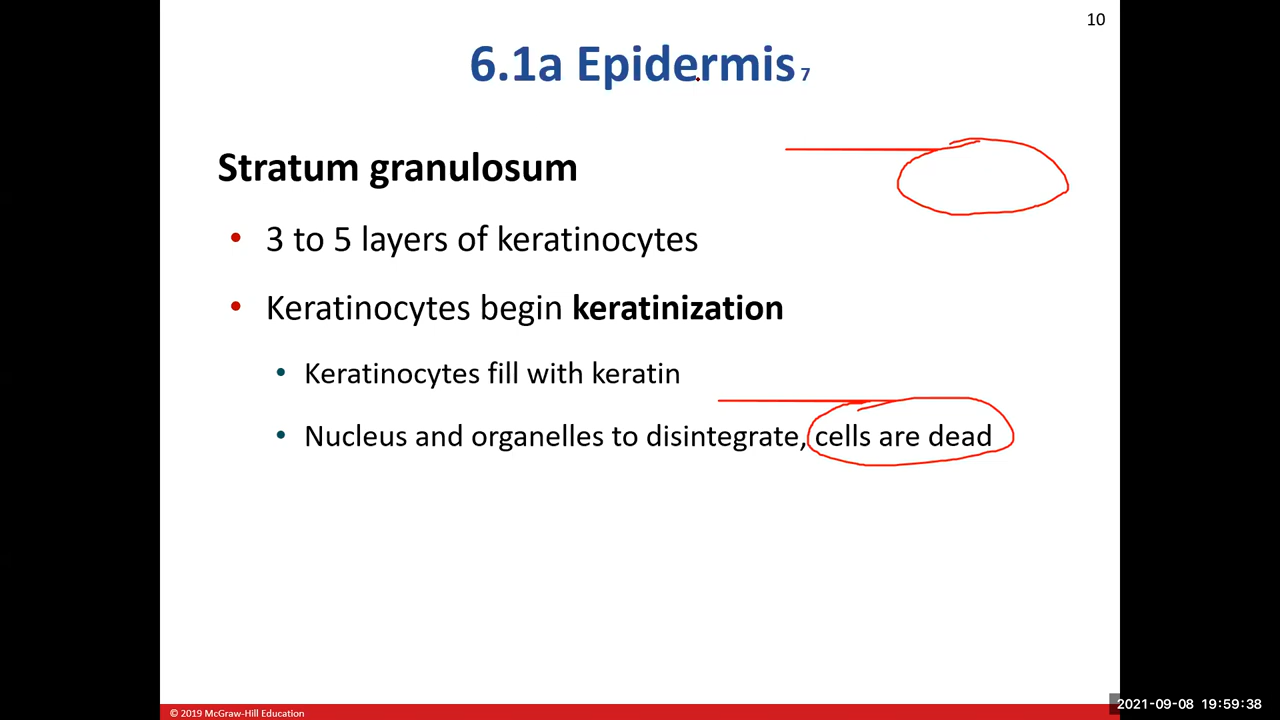 10
6.1a Epidermis 7
Stratum granulosum
• 3 to 5 layers of keratinocytes
• Keratinocytes begin keratinization
• Keratinocytes fill with keratin
• Nucleus and organelles to disintegrate, cells are dead
© 2019 McGraw-Hill Education
2021-09-08 19:59:38